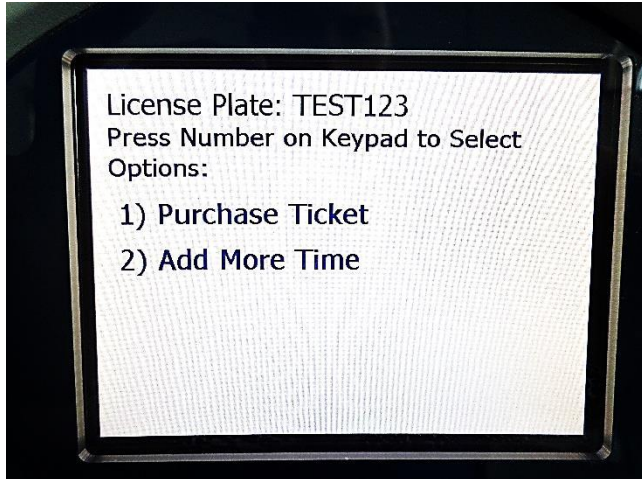 License Plate: TEST123
Press Number on Keypad to Select
Options:
1) Purchase Ticket
2) Add More Time